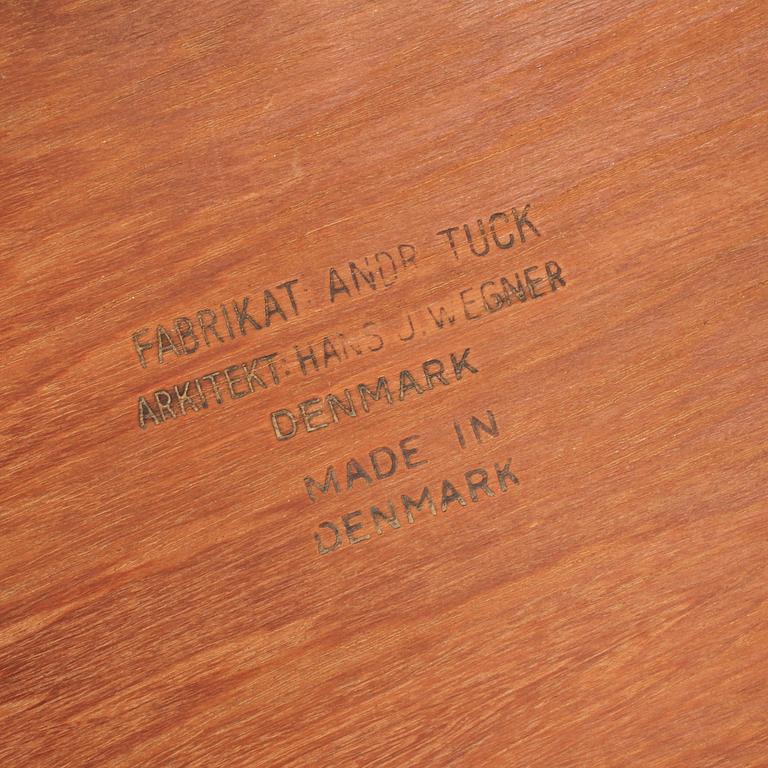 FABRIKAT: ANDR TUCK
ARKITEKT: HANS J. WEGNER
DENMARK
MADE IN
DENMARK